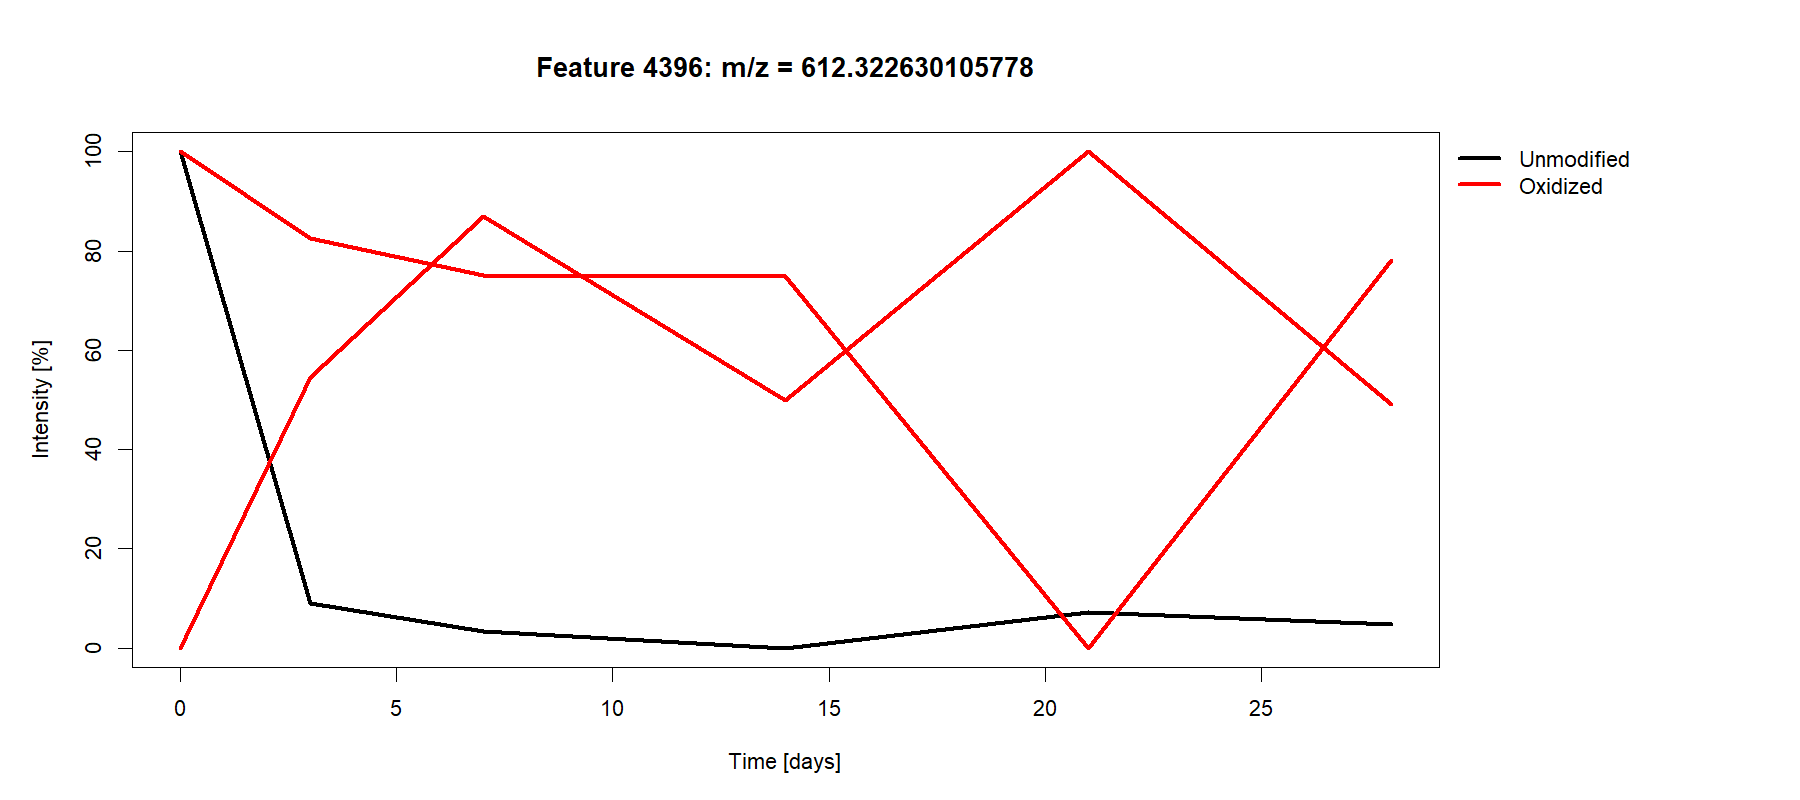 Feature 4396: m/z = 612.322630105778
Unmodified
Oxidized
100
80
60
40
20
0
Intensity [%]
0 5 10 15 20 25
Time [days]